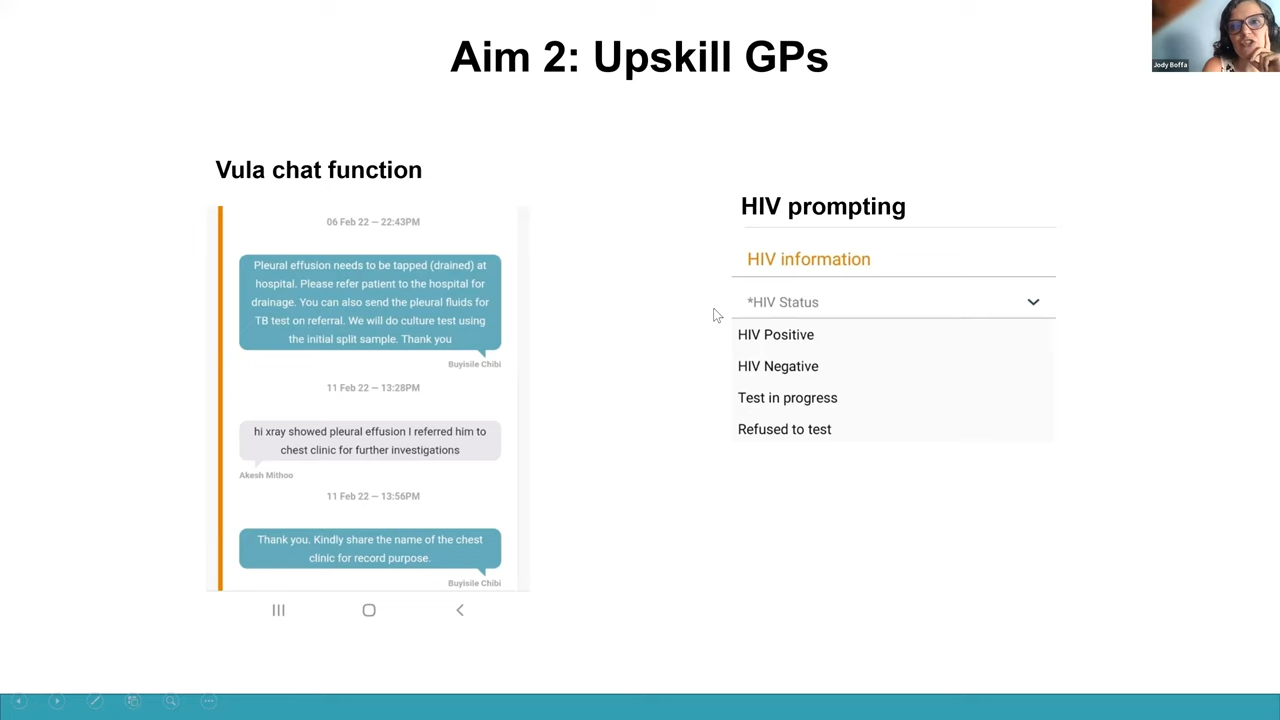 Jody Boffa
Aim 2: Upskill GPs
Vula chat function
06 Feb 22 – 22:43PM
Pleural effusion needs to be tapped (drained) at
hospital. Please refer patient to the hospital for
drainage. You can also send the pleural fluids for
TB test on referral. We will do culture test using
the initial split sample. Thank you
Buyisile Chibi
11 Feb 22 – 13:28PM
hi xray showed pleural effusion I referred him to
chest clinic for further investigations
Akesh Mithoo
11 Feb 22 – 13:56PM
Thank you. Kindly share the name of the chest
clinic for record purpose.
Buyisile Chibi
HIV prompting
HIV information
*HIV Status
HIV Positive
HIV Negative
Test in progress
Refused to test